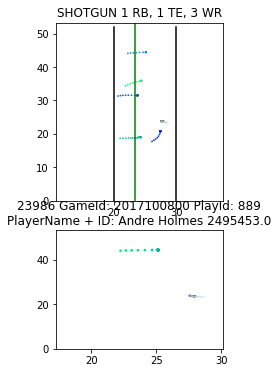 SHOTGUN 1 RB, 1 TE, 3 WR
50
40
30
20
10
0
20 30
23986 GameId: 2017100800 PlayId: 889
PlayerName + ID: Andre Holmes 2495453.0
40
20
0
20 25 30